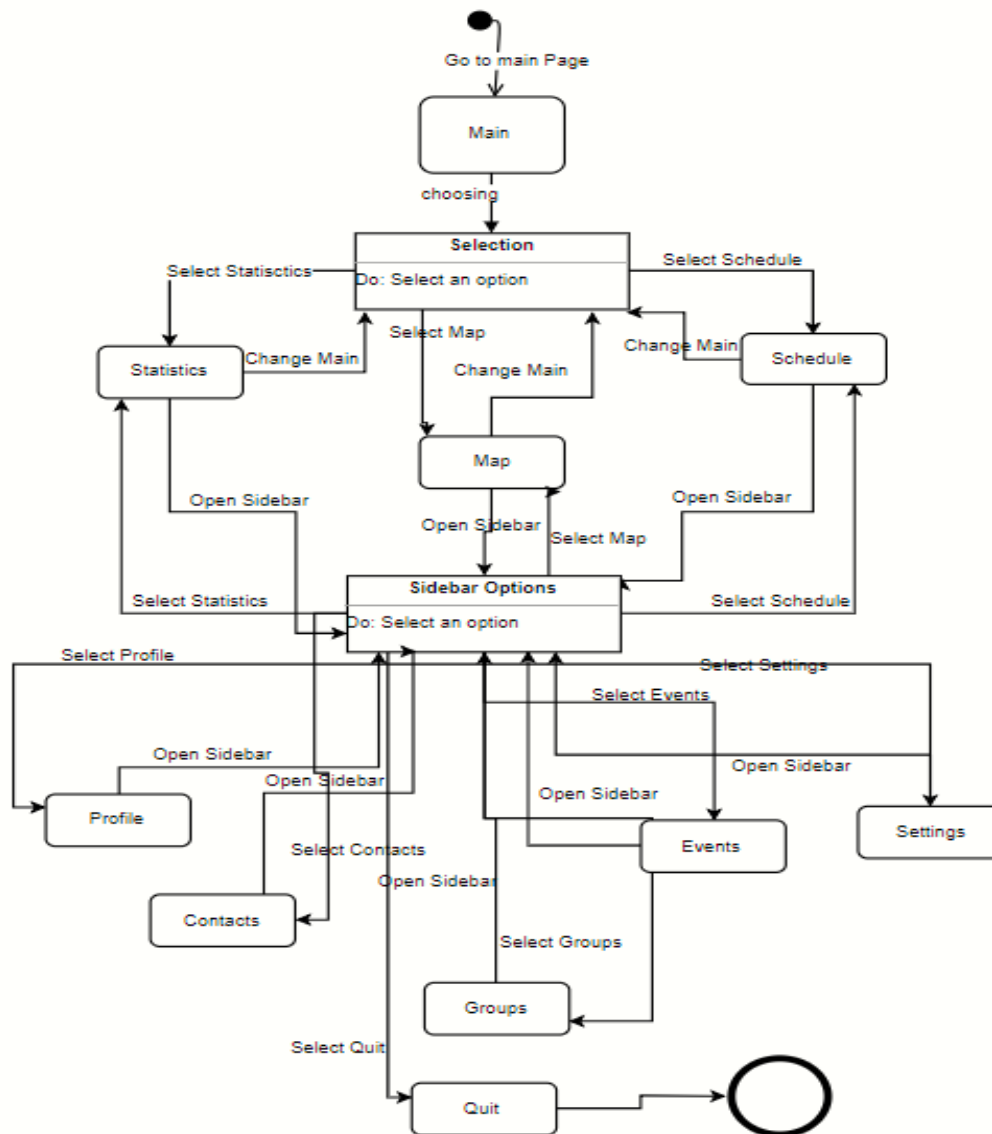 Go to main Page
Main
choosing
Selection
Select Statisctics
Select Schedule
Do: Select an option
Select Map
Change Main
Change Main
Statistics
Schedule
Change Main
Map
Open Sidebar
Open Sidebar
Open Sidebar
Select Map
Sidebar Options
Select Statistics
Select Schedule
Do: Select an option
Select Profile
Select Settings
Select Events
Open Sidebar
Open Sidebar
Open Sidebar
Open Sidebar
Profile
Settings
Events
Select Contacts
Open Sidebar
Contacts
Select Groups
Groups
Select Quit
Quit